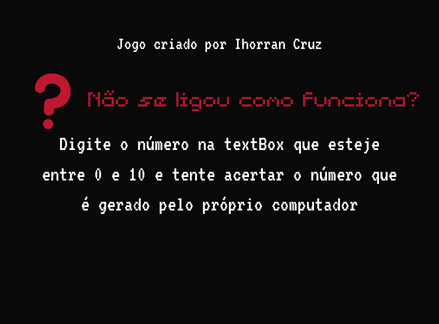 Jogo criado por Ihorran Cruz
? Não se ligou como funciona?
Digite o número na textBox que esteje
entre 0 e 10 e tente acertar o número que
é gerado pelo próprio computador